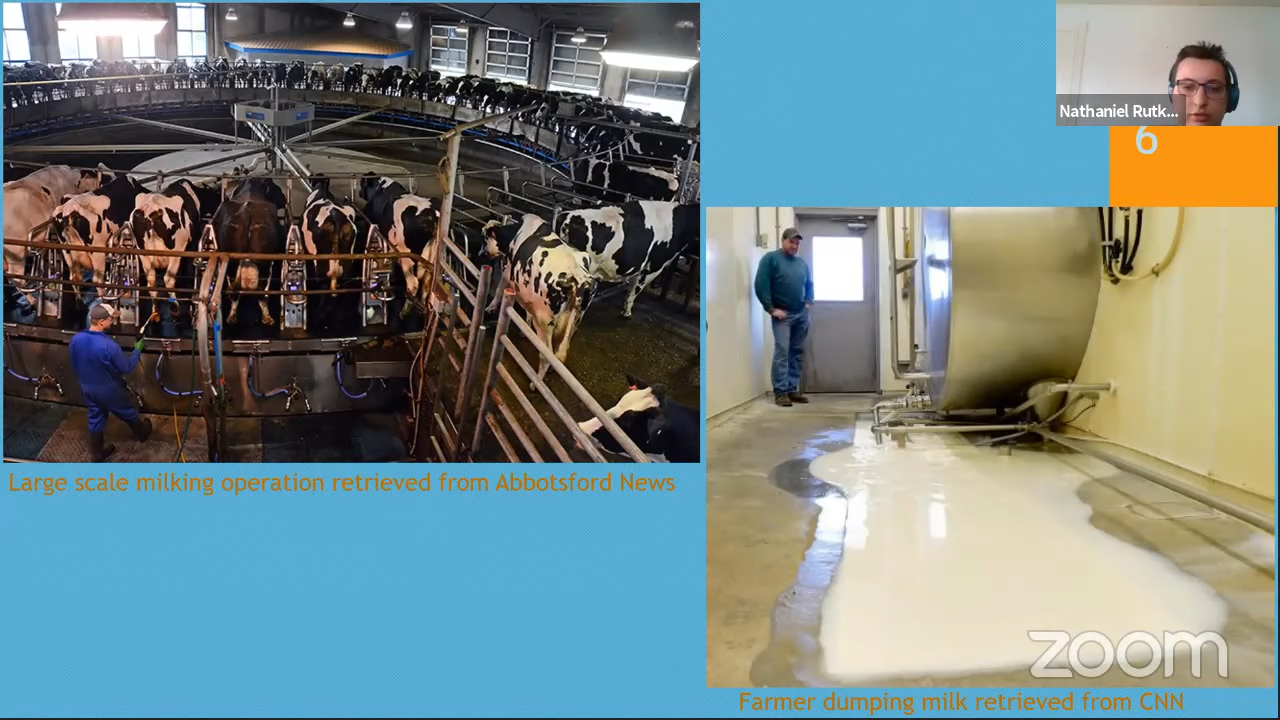 Nathaniel Rutk...
6
Large scale milking operation retrieved from Abbotsford News
zoom
Farmer dumping milk retrieved from CNN